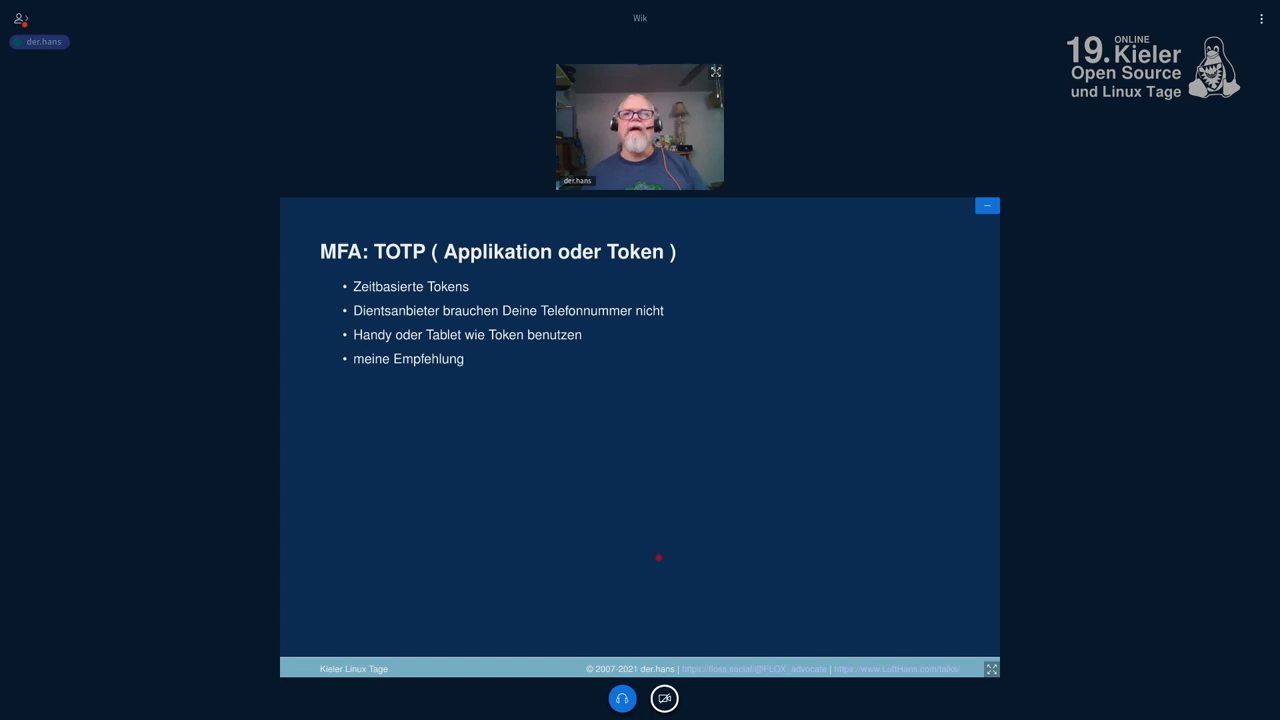 Wik
der.hans
19. ONLINE Kieler
Open Source
und Linux Tage
der.hans
MFA: TOTP ( Applikation oder Token )
• Zeitbasierte Tokens
• Dientsanbieter brauchen Deine Telefonnummer nicht
• Handy oder Tablet wie Token benutzen
• meine Empfehlung
Kieler Linux Tage
© 2007-2021 der.hans | https://floss.social/@FLOX_advocate | https://www.LuftHans.com/talks/